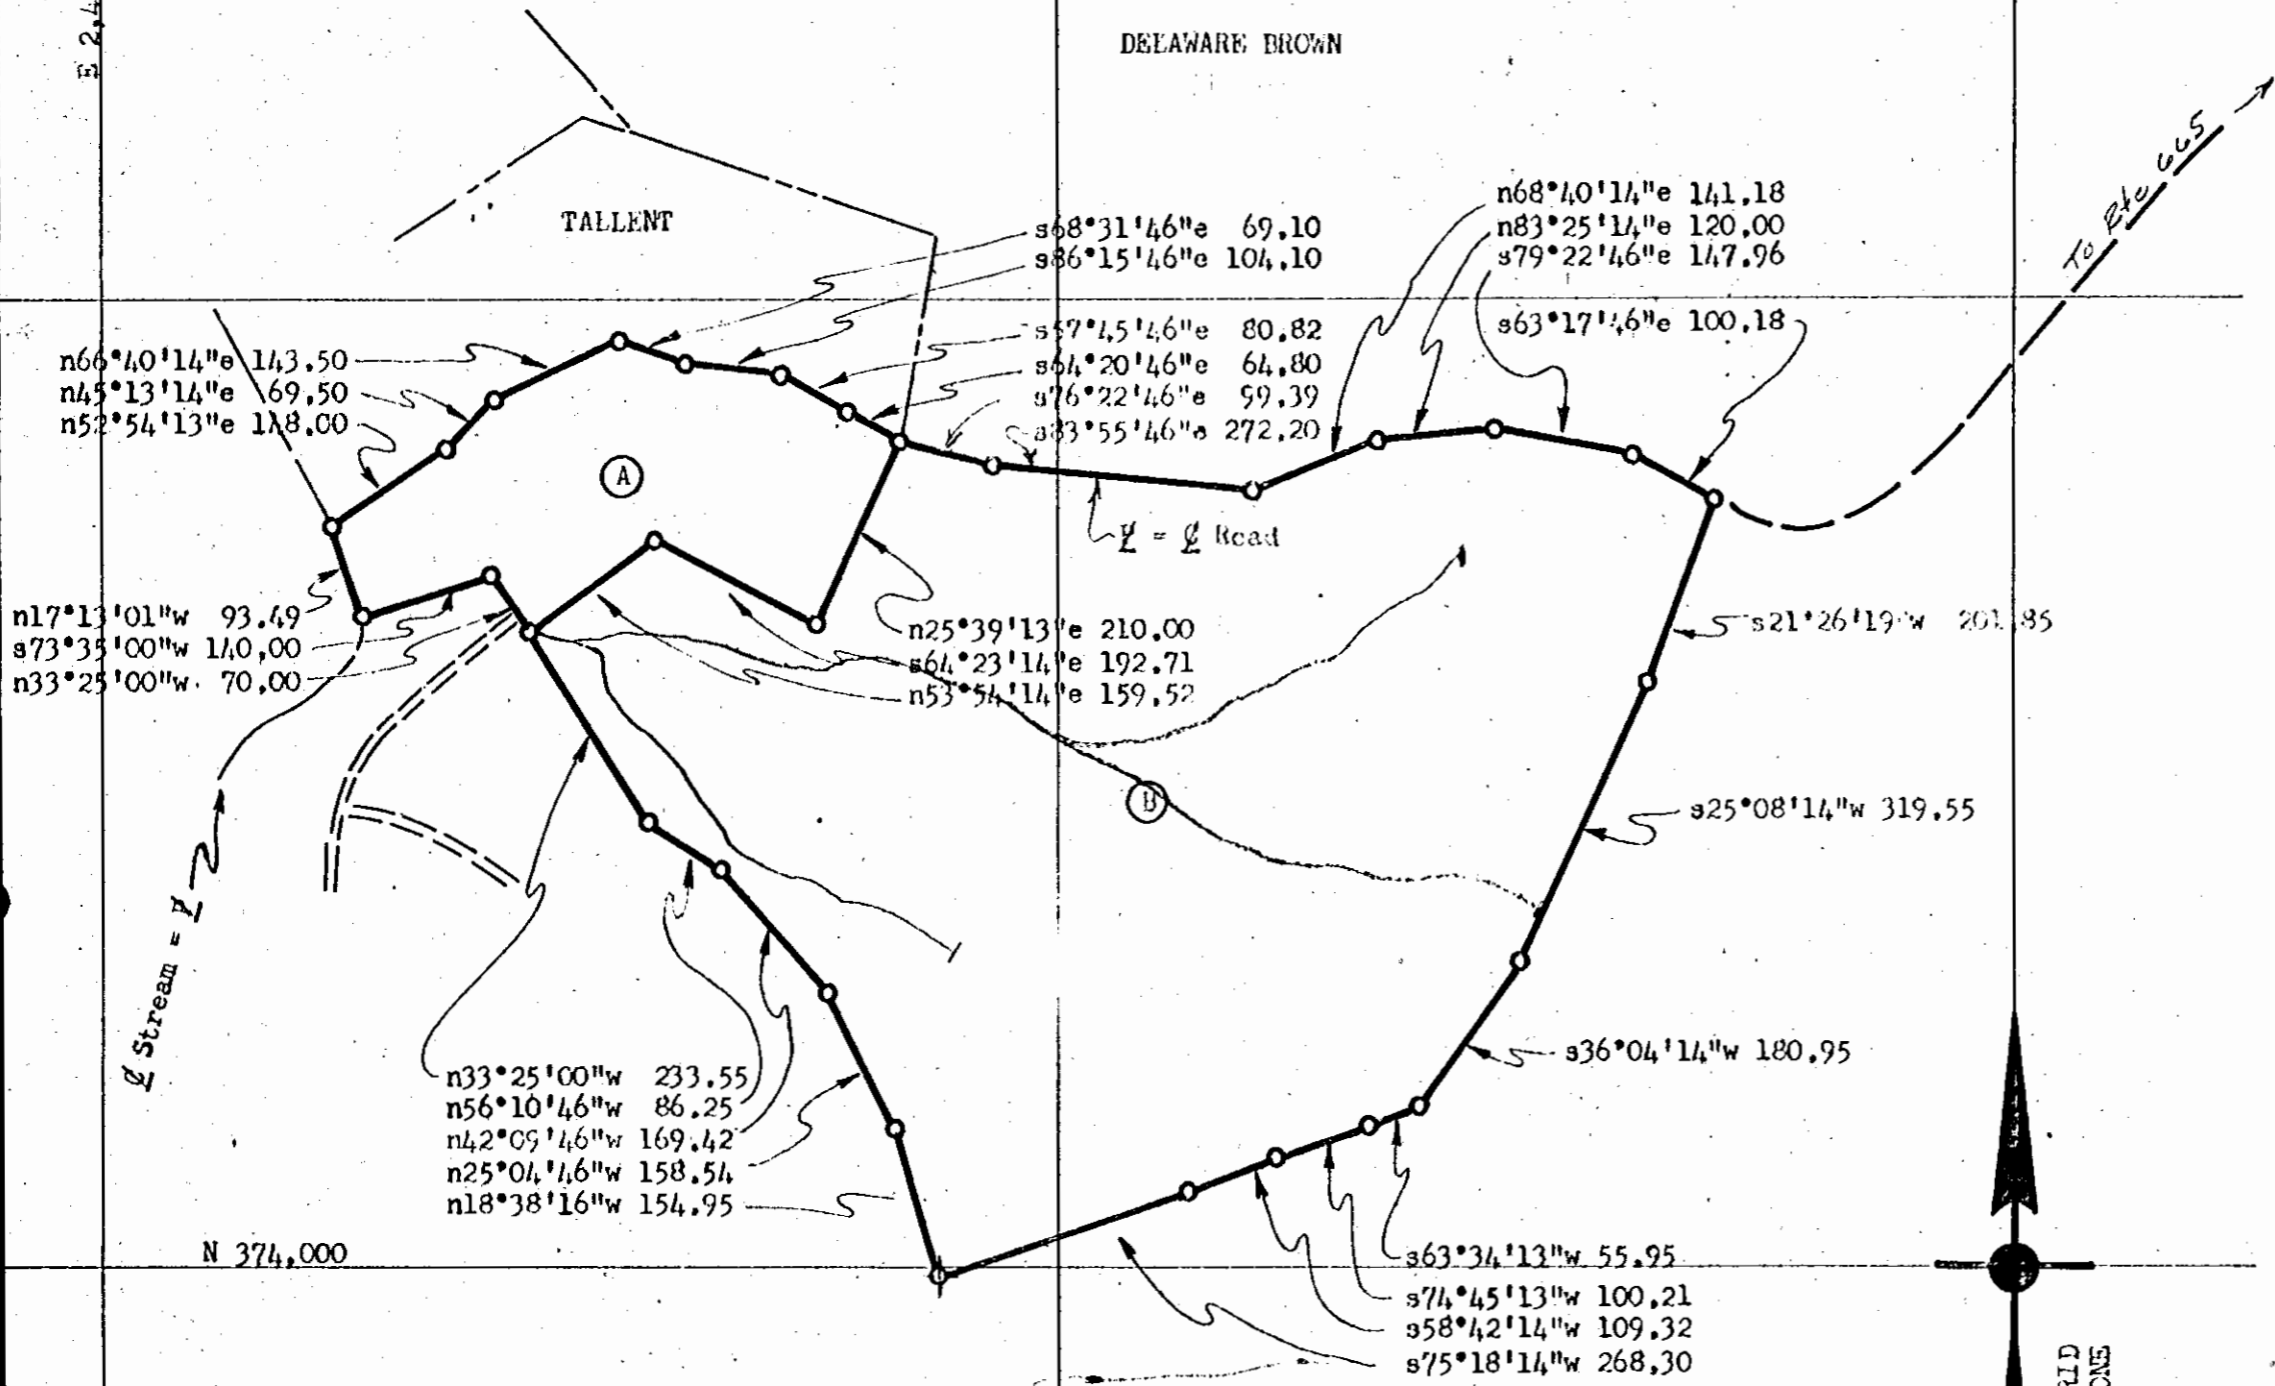 E 2,4
DELAWARE BROWN
TALLENT
To Rte 665
s68°31'46"e 69.10
s86°15'46"e 104.10
s57°45'46"e 80.82
s64°20'46"e 64.80
s76°22'46"e 99.39
s83°55'46"e 272.20
n68°40'14"e 141.18
n83°25'14"e 120.00
s79°22'46"e 147.96
s63°17'46"e 100.18
n66°40'14"e 143.50
n45°13'14"e 69.50
n52°54'13"e 118.00
A
℄ Road
n17°13'01"w 93.49
s73°35'00"w 140.00
n33°25'00"w 70.00
n25°39'13"e 210.00
s64°23'14"e 192.71
n53°54'14"e 159.52
s21°26'19"w 201.85
B
s25°08'14"w 319.55
℄ Stream =
s36°04'14"w 180.95
n33°25'00"w 233.55
n56°10'46"w 86.25
n42°09'46"w 169.42
n25°04'46"w 158.54
n18°38'16"w 154.95
N 374,000
s63°34'13"w 55.95
s74°45'13"w 100.21
s58°42'14"w 109.32
s75°18'14"w 268.30